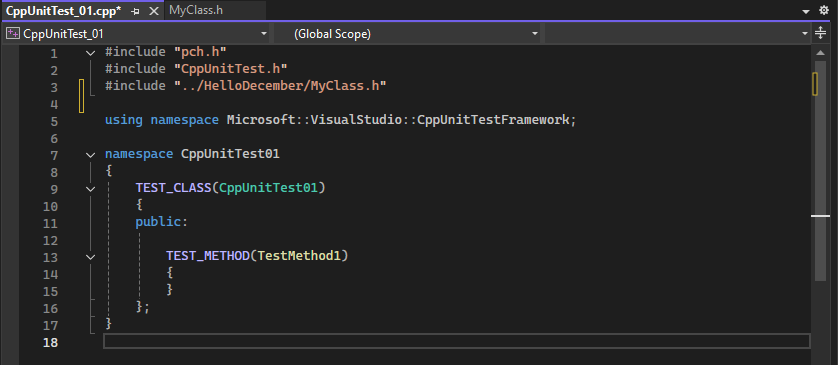 CppUnitTest_01.cpp* MyClass.h
CppUnitTest_01 (Global Scope)
1 #include "pch.h"
2 #include "CppUnitTest.h"
3 #include "../HelloDecember/MyClass.h"
4
5 using namespace Microsoft::VisualStudio::CppUnitTestFramework;
6
7 namespace CppUnitTest01
8 {
9 TEST_CLASS(CppUnitTest01)
10 {
11 public:
12
13 TEST_METHOD(TestMethod1)
14 {
15 }
16 };
17 }
18